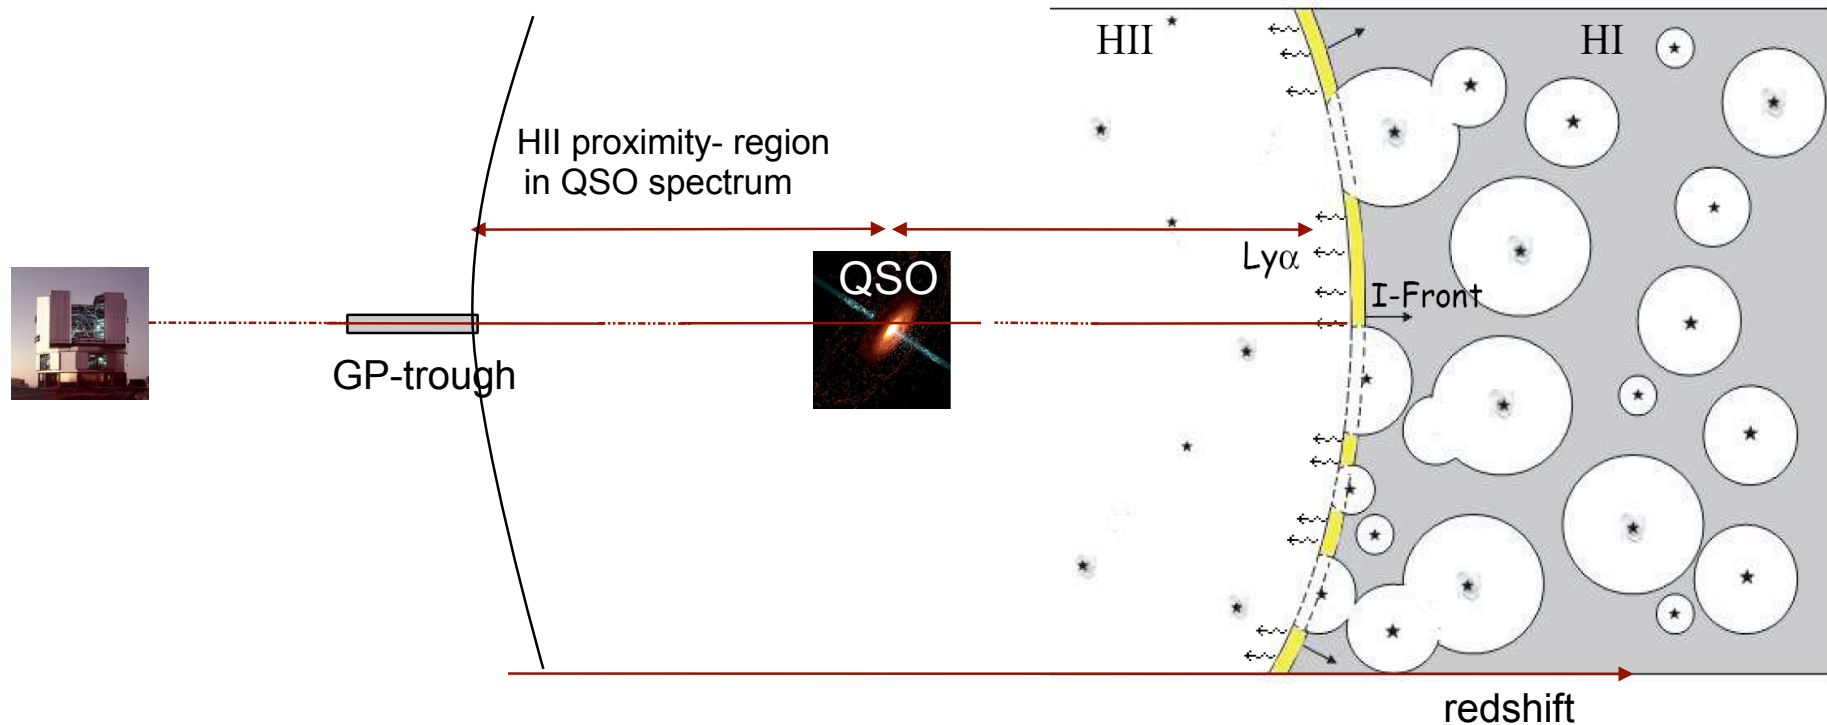 HII
HI
HII proximity- region
in QSO spectrum
Lyα
QSO
I-Front
GP-trough
redshift